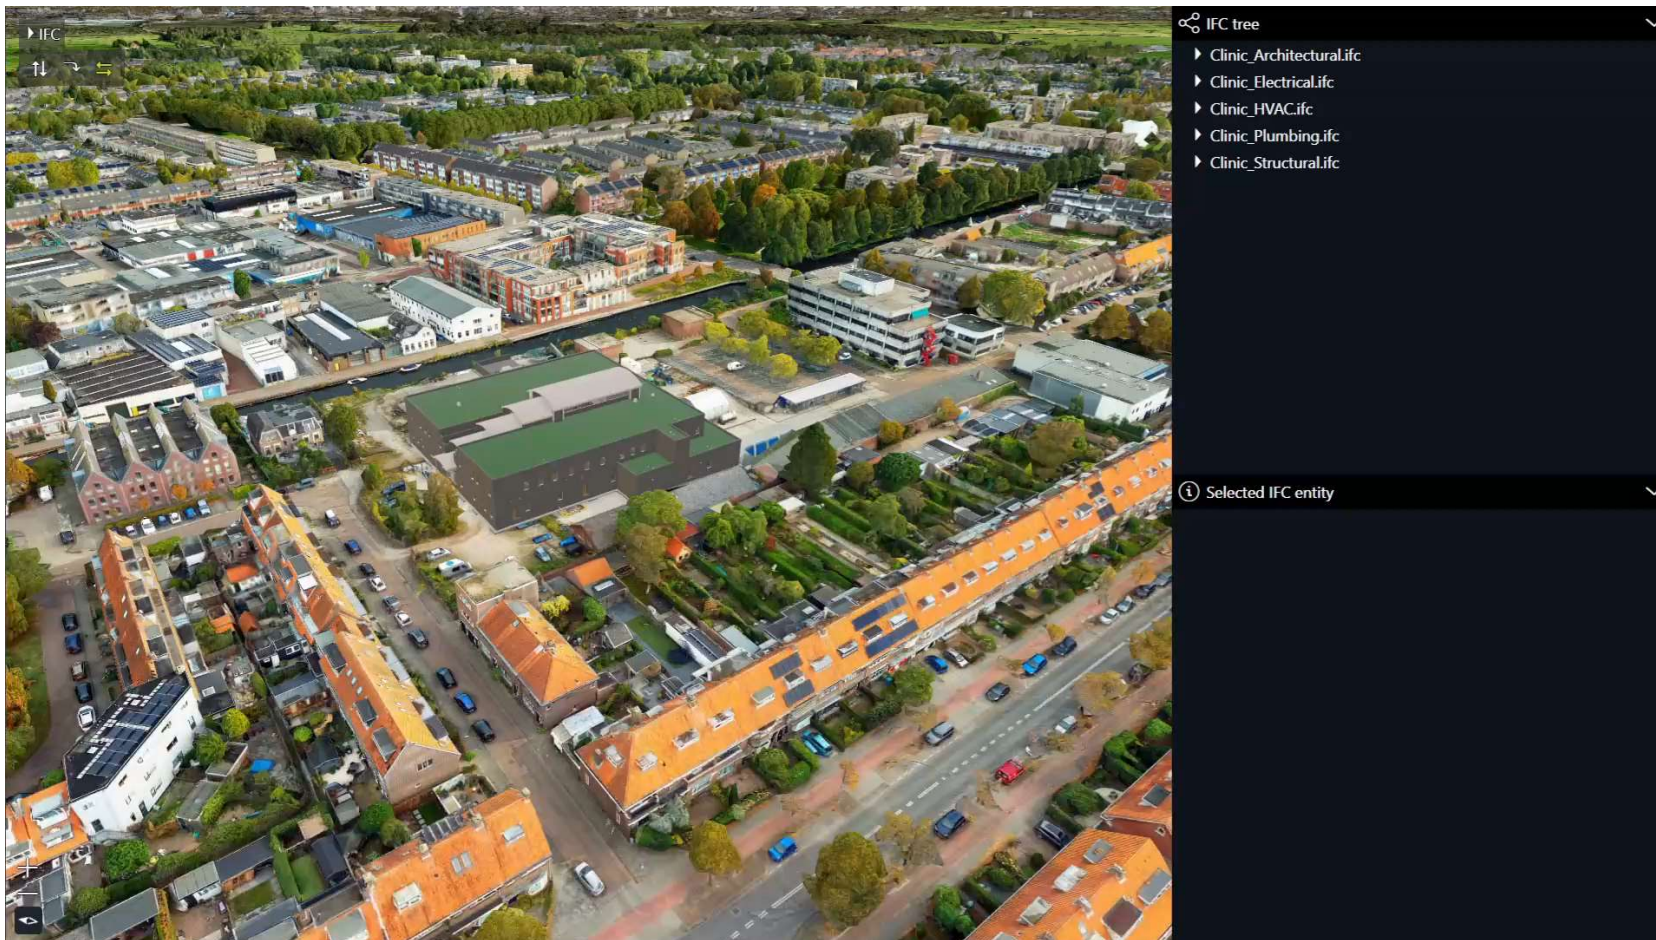 IFC
IFC tree
Clinic_Architectural.ifc
Clinic_Electrical.ifc
Clinic_HVAC.ifc
Clinic_Plumbing.ifc
Clinic_Structural.ifc
Selected IFC entity